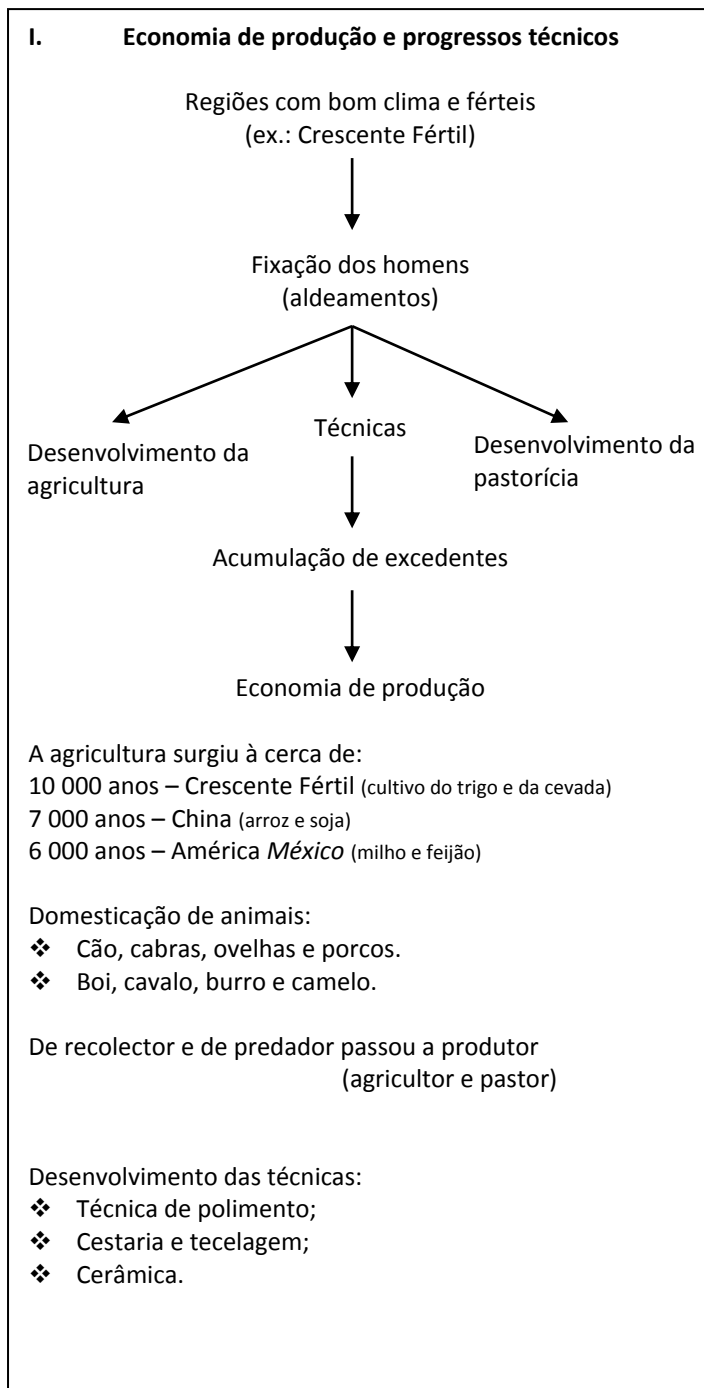 I. Economia de produção e progressos técnicos
Regiões com bom clima e férteis
(ex.: Crescente Fértil)
Fixação dos homens
(aldeamentos)
Desenvolvimento da
agricultura
Técnicas
Desenvolvimento da
pastorícia
Acumulação de excedentes
Economia de produção
A agricultura surgiu à cerca de:
10 000 anos – Crescente Fértil (cultivo do trigo e da cevada)
7 000 anos – China (arroz e soja)
6 000 anos – América México (milho e feijão)
Domesticação de animais:
❖ Cão, cabras, ovelhas e porcos.
❖ Boi, cavalo, burro e camelo.
De recolector e de predador passou a produtor
(agricultor e pastor)
Desenvolvimento das técnicas:
❖ Técnica de polimento;
❖ Cestaria e tecelagem;
❖ Cerâmica.